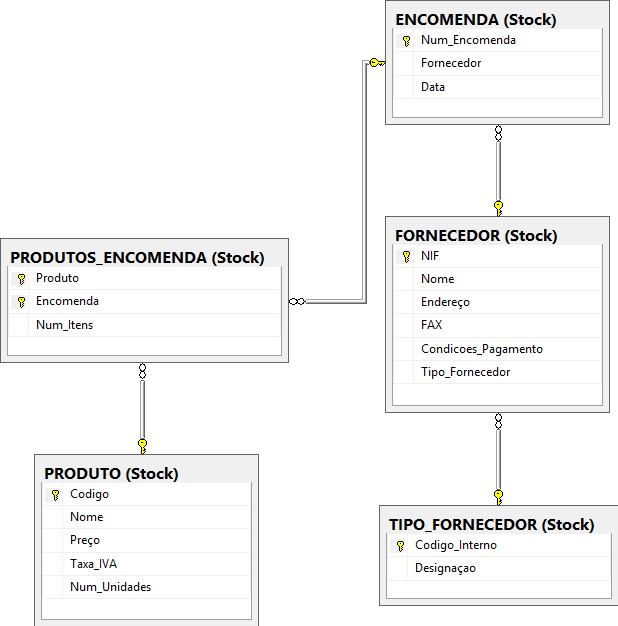 ENCOMENDA (Stock)
Num_Encomenda
Fornecedor
Data
FORNECEDOR (Stock)
NIF
Nome
Endereço
FAX
Condicoes_Pagamento
Tipo_Fornecedor
PRODUTOS_ENCOMENDA (Stock)
Produto
Encomenda
Num_Itens
PRODUTO (Stock)
Codigo
Nome
Preço
Taxa_IVA
Num_Unidades
TIPO_FORNECEDOR (Stock)
Codigo_Interno
Designaçao